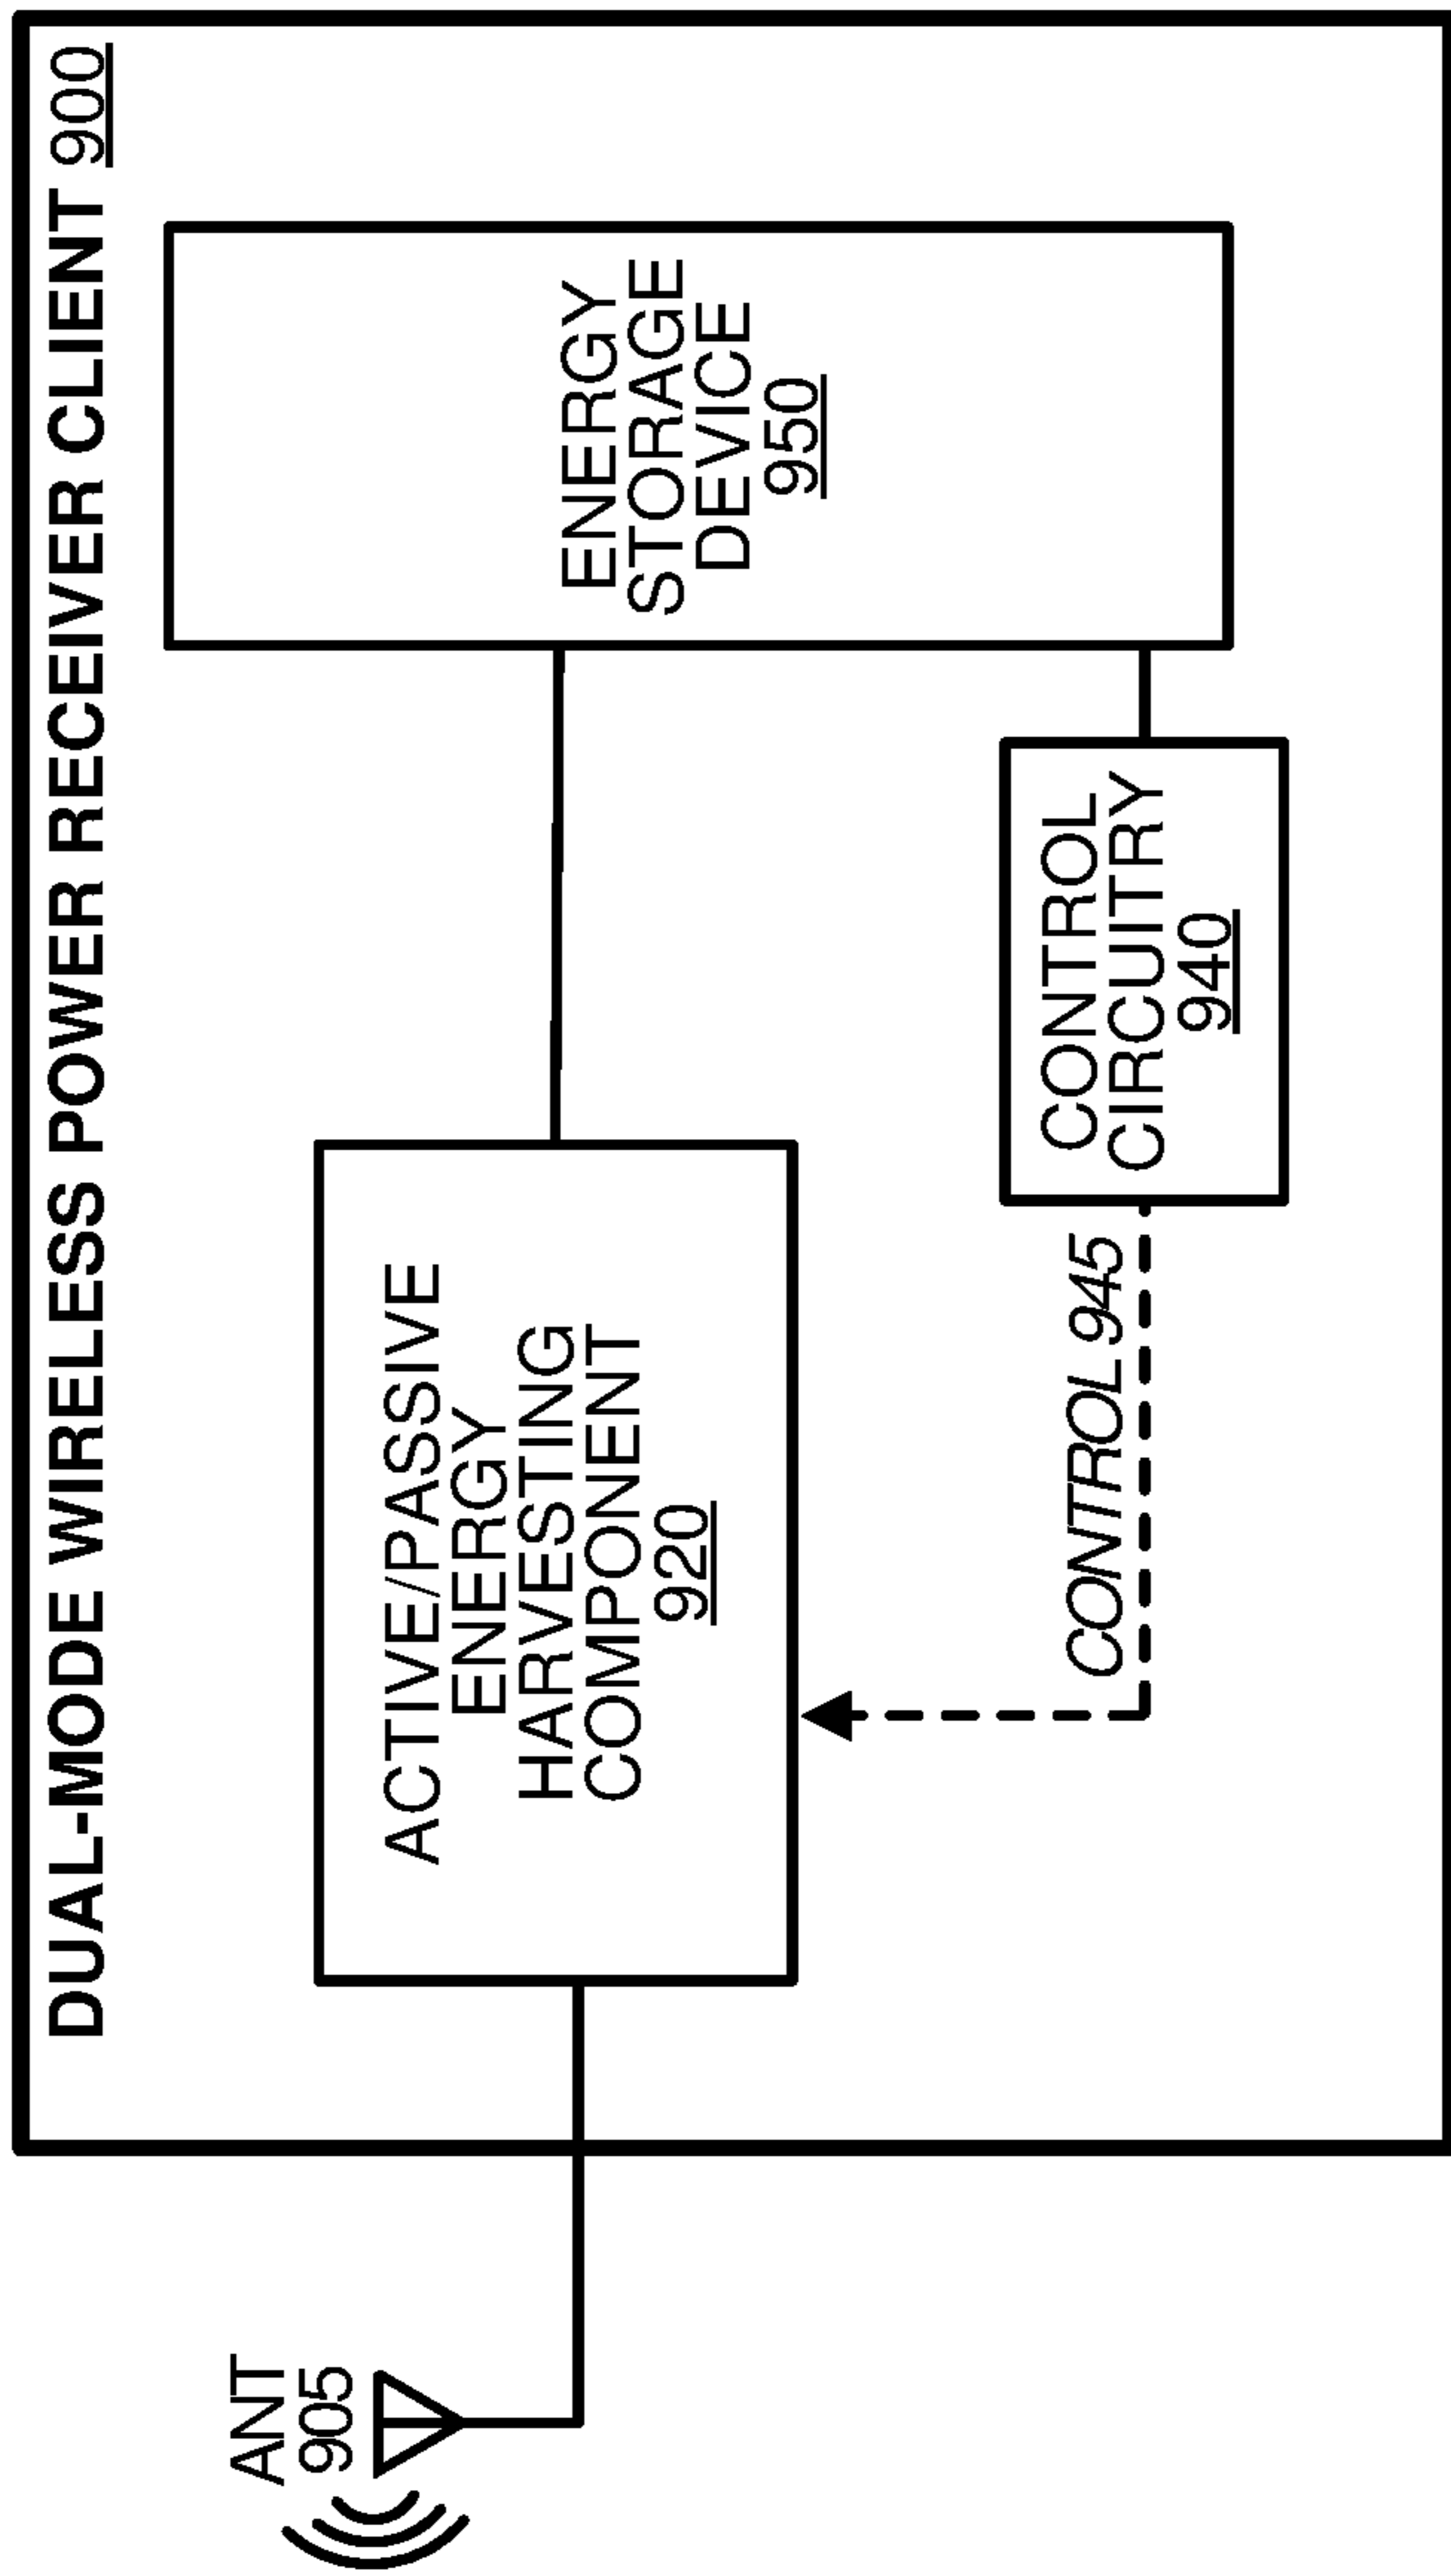 DUAL-MODE WIRELESS POWER RECEIVER CLIENT 900
ANT
905
ACTIVE/PASSIVE
ENERGY
HARVESTING
COMPONENT
920
ENERGY
STORAGE
DEVICE
950
CONTROL 945
CONTROL
CIRCUITRY
940